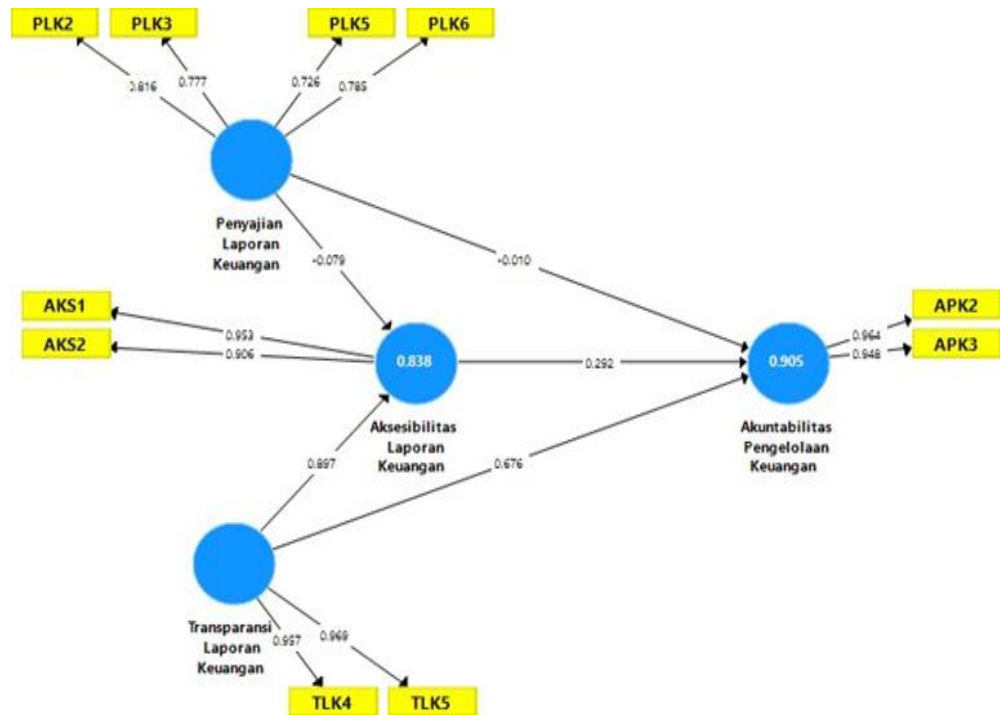 PLK2 PLK3 PLK5 PLK6
0.816 0.777 0.726 0.785
Penyajian
Laporan
Keuangan
-0.079 -0.010
AKS1
AKS2
0.953
0.906
0.838
Aksesibilitas
Laporan
Keuangan
0.292
0.905
Akuntabilitas
Pengelolaan
Keuangan
0.964
0.948
APK2
APK3
0.897 0.676
Transparansi
Laporan
Keuangan
0.957 0.969
TLK4 TLK5